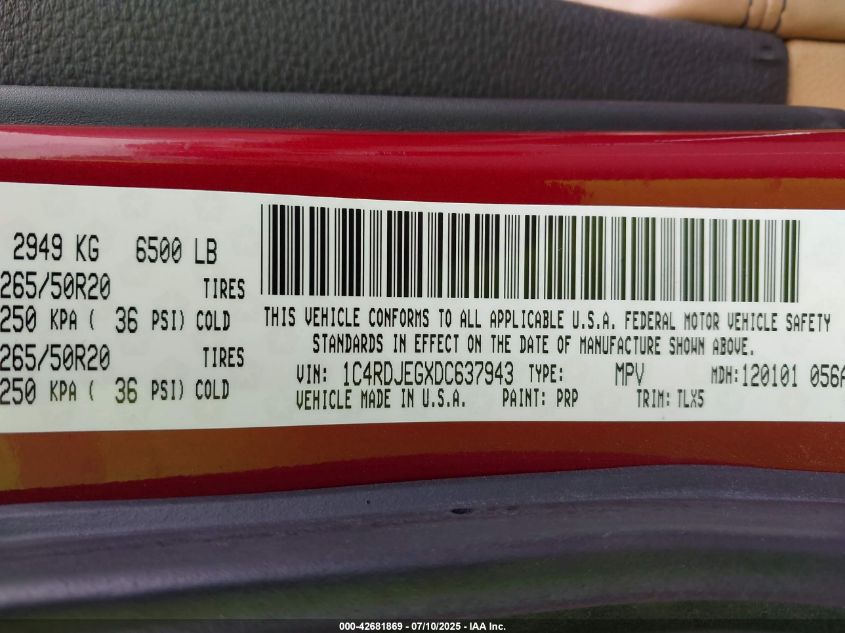 2949 KG 6500 LB
265/50R20 TIRES
250 KPA ( 36 PSI) COLD
265/50R20 TIRES
250 KPA ( 36 PSI) COLD
THIS VEHICLE CONFORMS TO ALL APPLICABLE U.S.A. FEDERAL MOTOR VEHICLE SAFETY
STANDARDS IN EFFECT ON THE DATE OF MANUFACTURE SHOWN ABOVE.
VIN: 1C4RDJEGXDC637943 TYPE: MPV MDH:120101 056A
VEHICLE MADE IN U.S.A. PAINT: PRP TRIM: TLX5
000-42681869 - 07/10/2025 - IAA Inc.